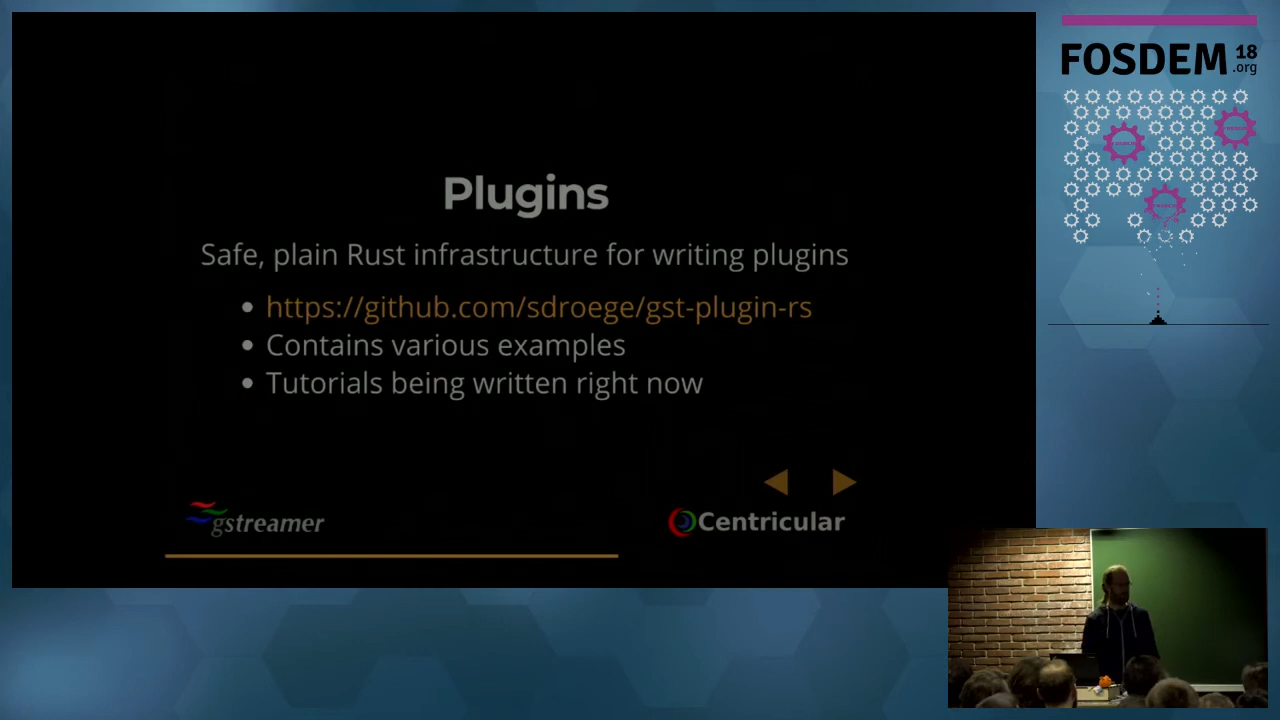 Plugins
Safe, plain Rust infrastructure for writing plugins
https://github.com/sdroege/gst-plugin-rs
Contains various examples
Tutorials being written right now
gstreamer
Centricular
FOSDEM 18
.org